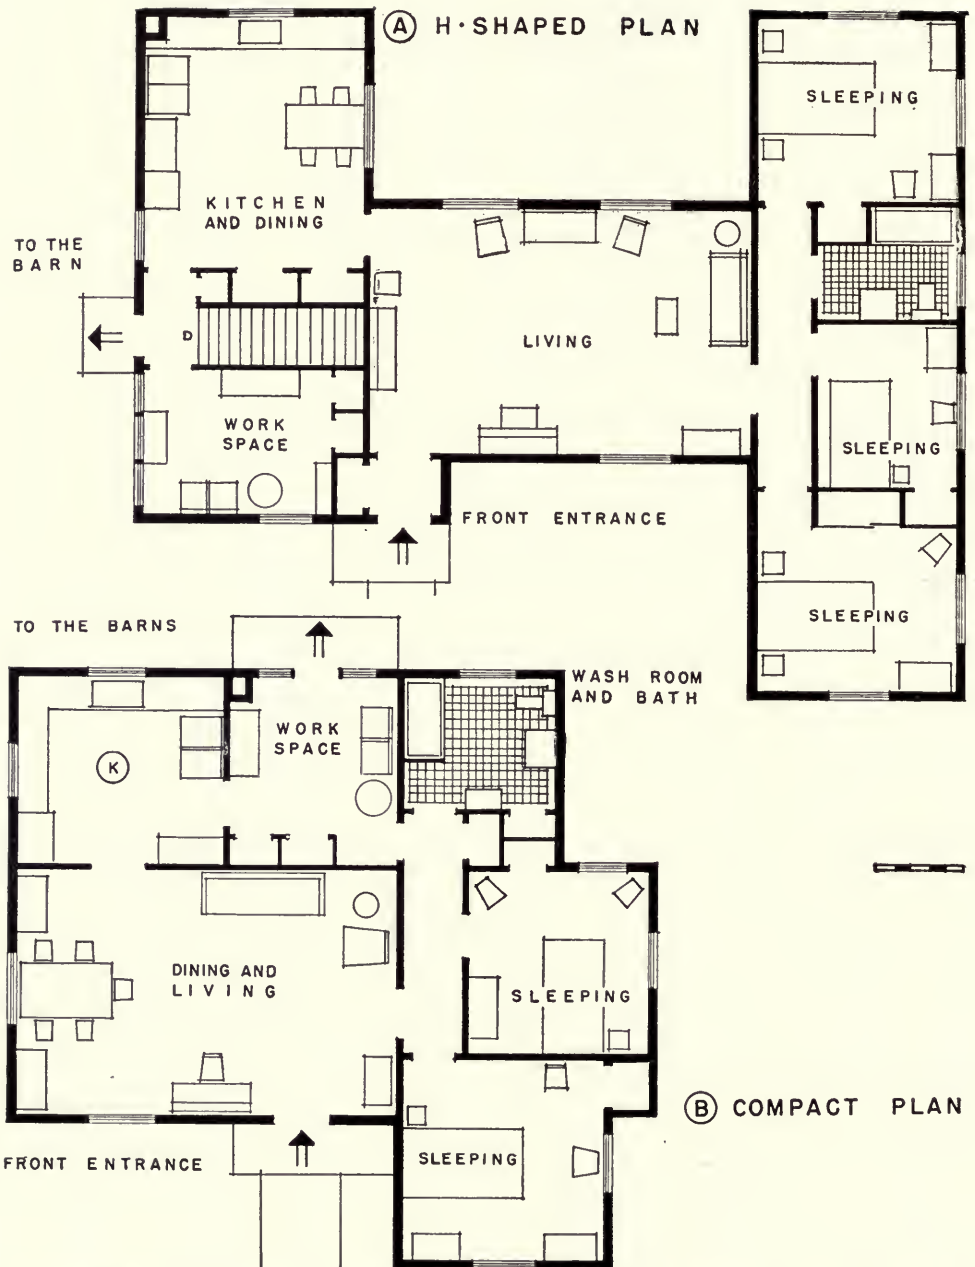 Ⓐ H·SHAPED PLAN
SLEEPING
KITCHEN
AND DINING
TO THE
BARN
D
LIVING
WORK
SPACE
SLEEPING
FRONT ENTRANCE
SLEEPING
TO THE BARNS
WASH ROOM
AND BATH
WORK
SPACE
K
DINING AND
LIVING
SLEEPING
Ⓑ COMPACT PLAN
FRONT ENTRANCE
SLEEPING